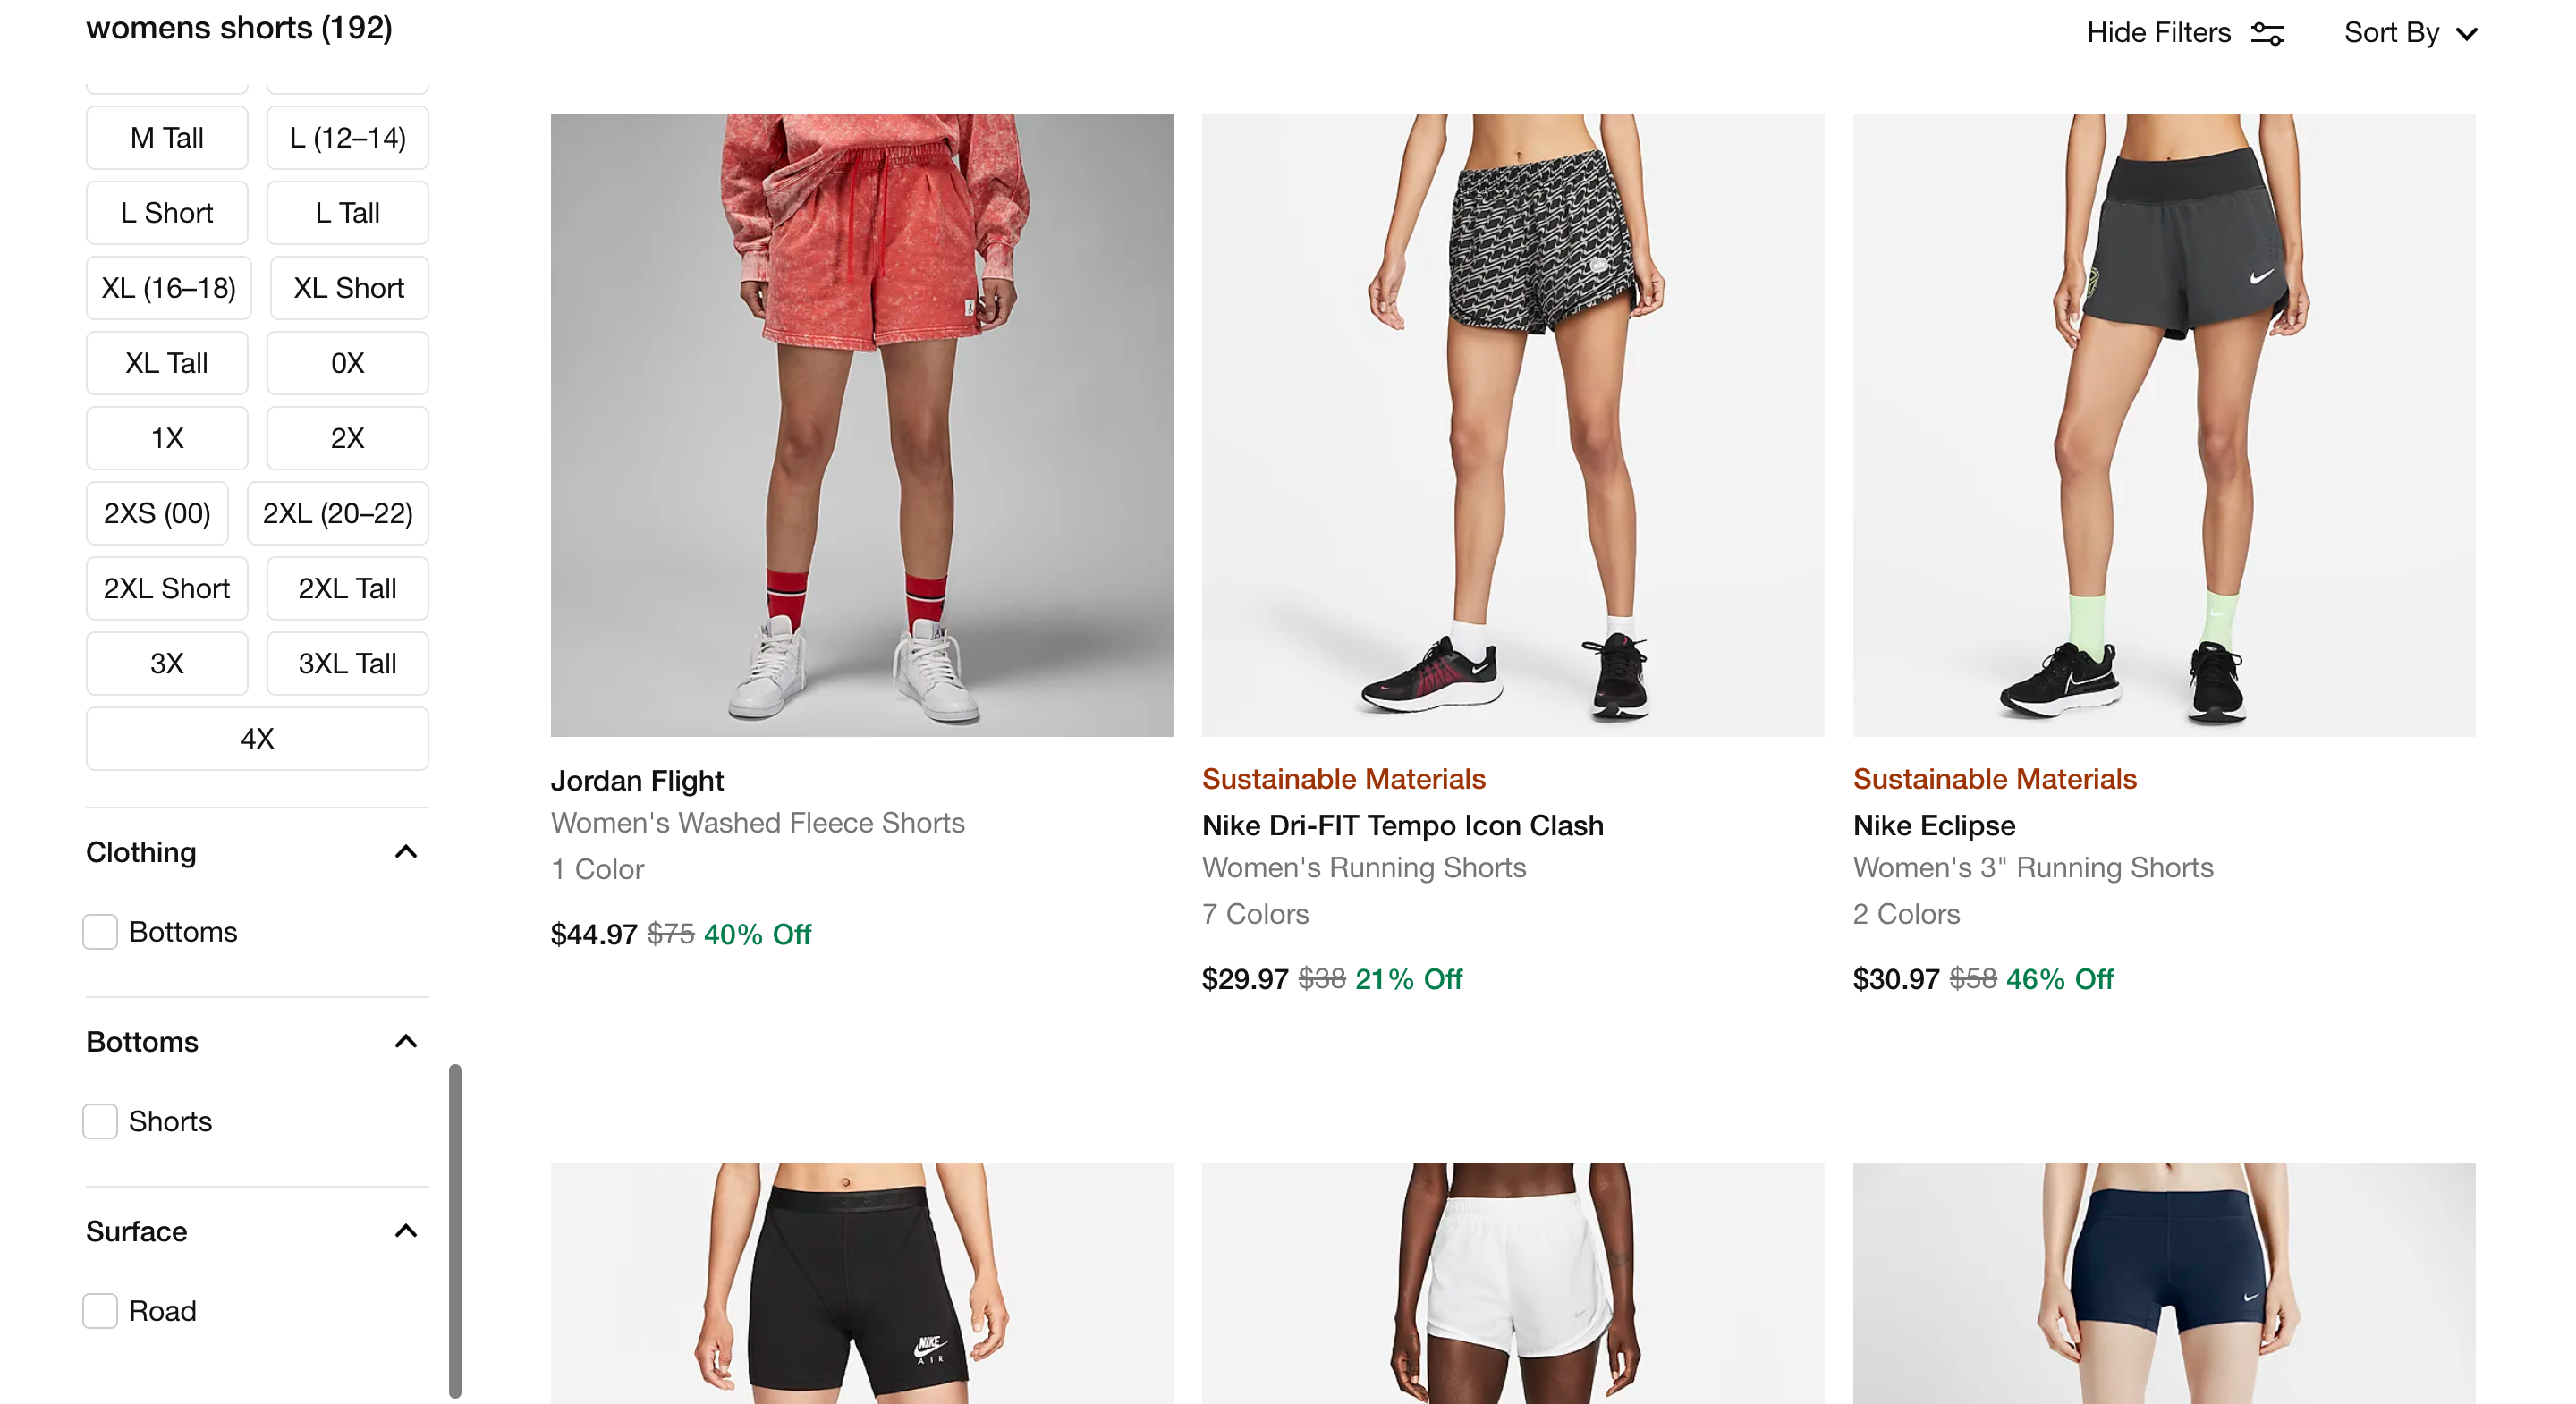 womens shorts (192)
Hide Filters
Sort By
M Tall
L (12–14)
L Short
L Tall
XL (16–18)
XL Short
XL Tall
0X
1X
2X
2XS (00)
2XL (20–22)
2XL Short
2XL Tall
3X
3XL Tall
4X
Clothing
Bottoms
Bottoms
Shorts
Surface
Road
Jordan Flight
Women's Washed Fleece Shorts
1 Color
$44.97 $75 40% Off
Sustainable Materials
Nike Dri-FIT Tempo Icon Clash
Women's Running Shorts
7 Colors
$29.97 $38 21% Off
Sustainable Materials
Nike Eclipse
Women's 3" Running Shorts
2 Colors
$30.97 $58 46% Off
NIKE
AIR